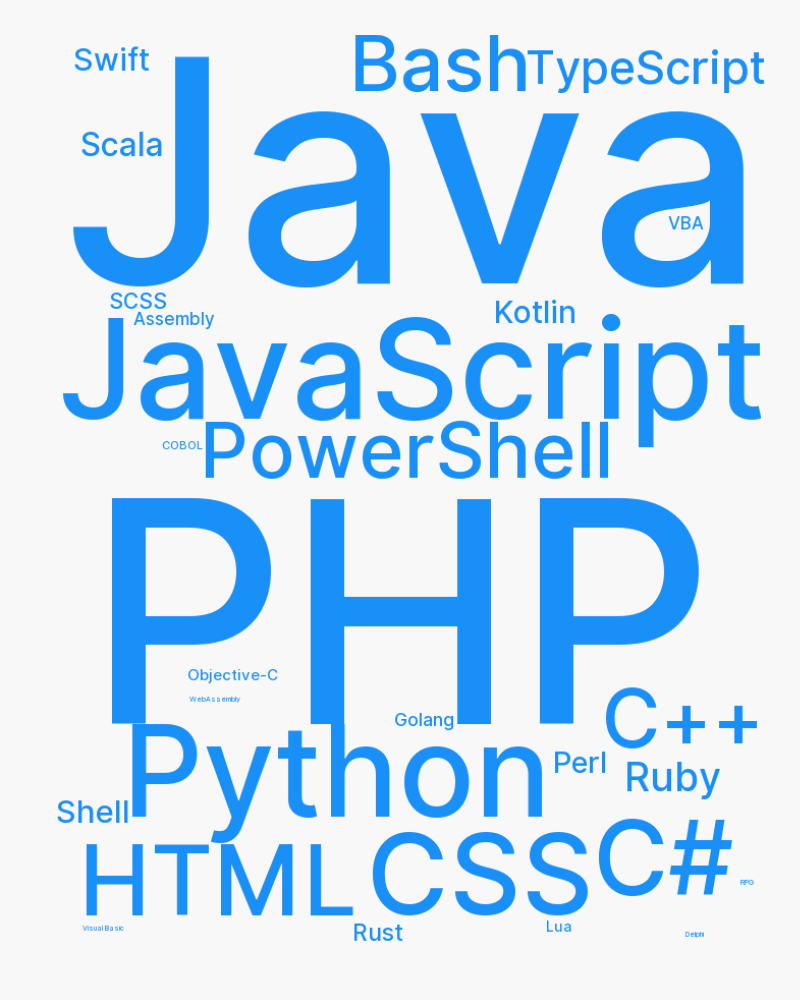 Swift
Bash
TypeScript
Java
Scala
VBA
SCSS
Assembly
Kotlin
JavaScript
COBOL
PowerShell
PHP
Objective-C
WebAssembly
Golang
C++
Python
Perl
Ruby
Shell
HTML
CSS
C#
RPG
Visual Basic
Rust
Lua
Delphi